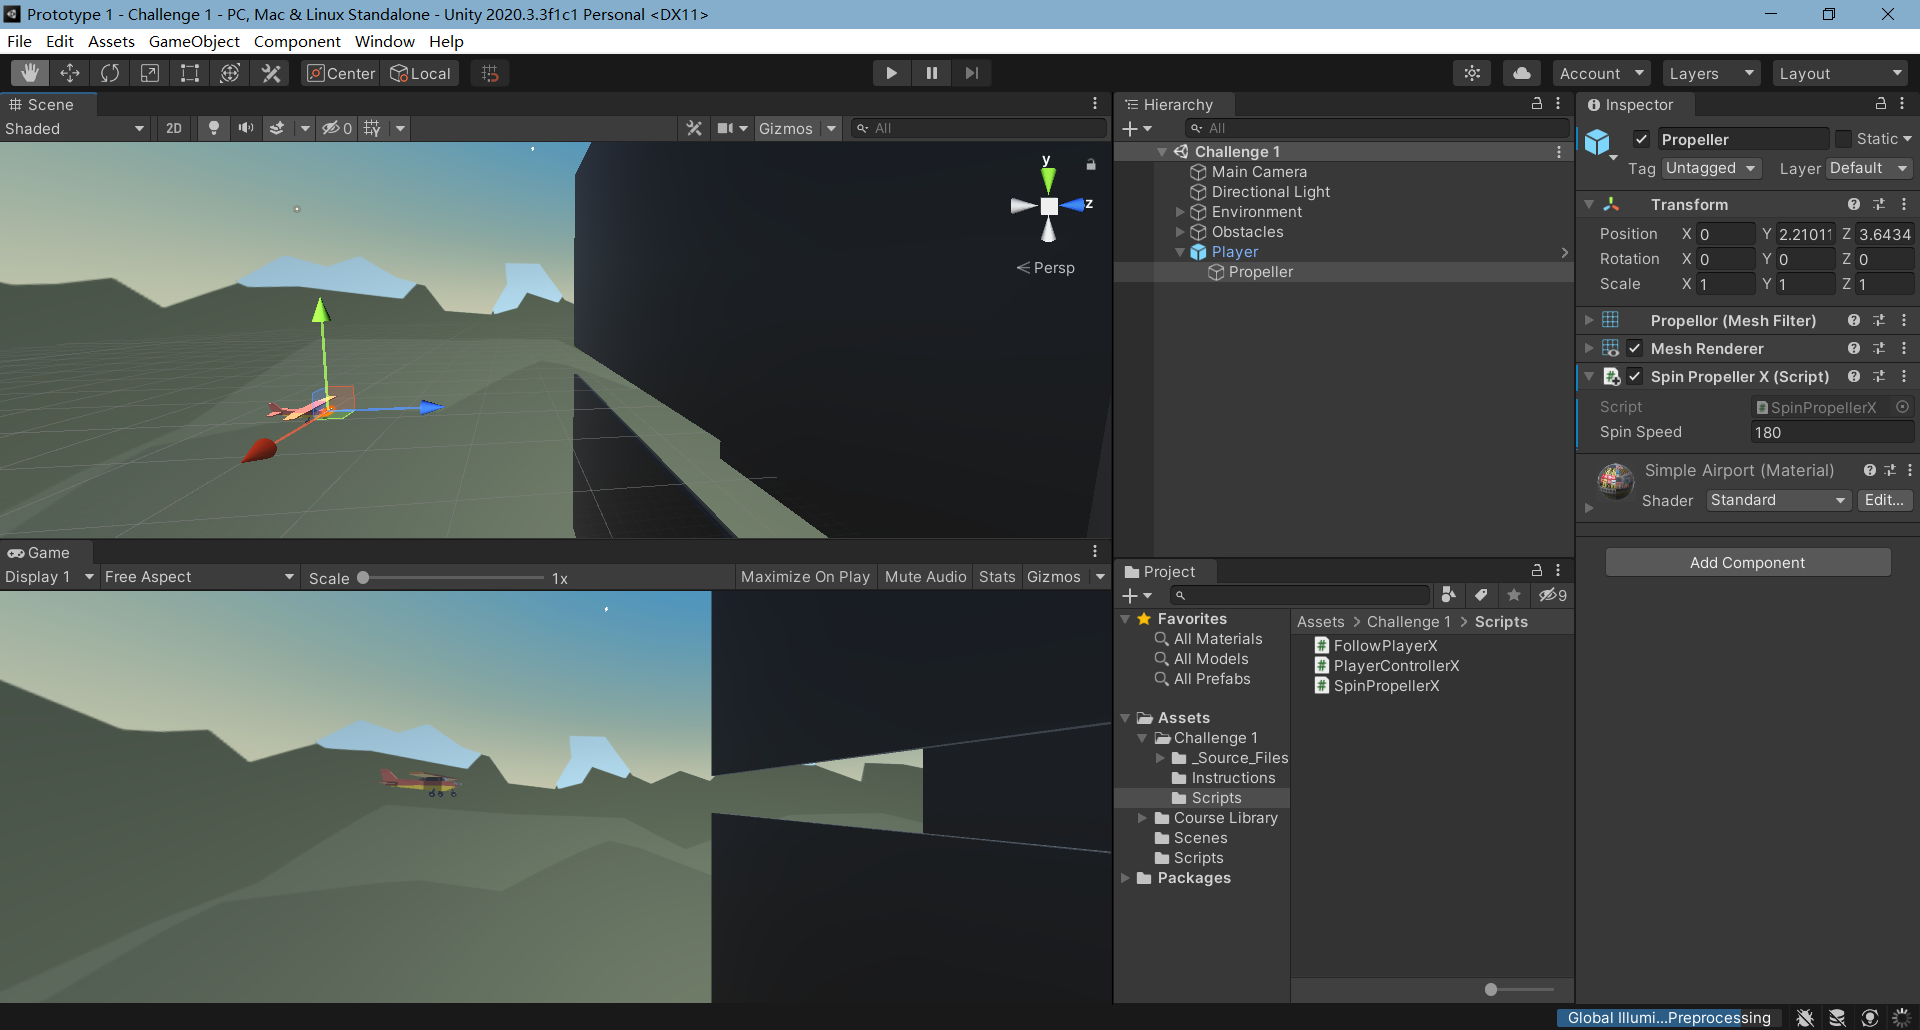 Prototype 1 - Challenge 1 - PC, Mac & Linux Standalone - Unity 2020.3.3f1c1 Personal <DX11>
File Edit Assets GameObject Component Window Help
Center Local Account Layers Layout
Scene
Shaded 2D 0 Gizmos All
y
z
Persp
Game
Display 1 Free Aspect Scale 1x Maximize On Play Mute Audio Stats Gizmos
Hierarchy
All
Challenge 1
Main Camera
Directional Light
Environment
Obstacles
Player
Propeller
Project
9
Favorites
All Materials
All Models
All Prefabs
Assets
Challenge 1
_Source_Files
Instructions
Scripts
Course Library
Scenes
Scripts
Packages
Assets > Challenge 1 > Scripts
FollowPlayerX
PlayerControllerX
SpinPropellerX
Inspector
Propeller Static
Tag Untagged Layer Default
Transform
Position X 0 Y 2.21011 Z 3.6434
Rotation X 0 Y 0 Z 0
Scale X 1 Y 1 Z 1
Propellor (Mesh Filter)
Mesh Renderer
Spin Propeller X (Script)
Script SpinPropellerX
Spin Speed 180
Simple Airport (Material)
Shader Standard Edit...
Add Component
Global Illumi...Preprocessing